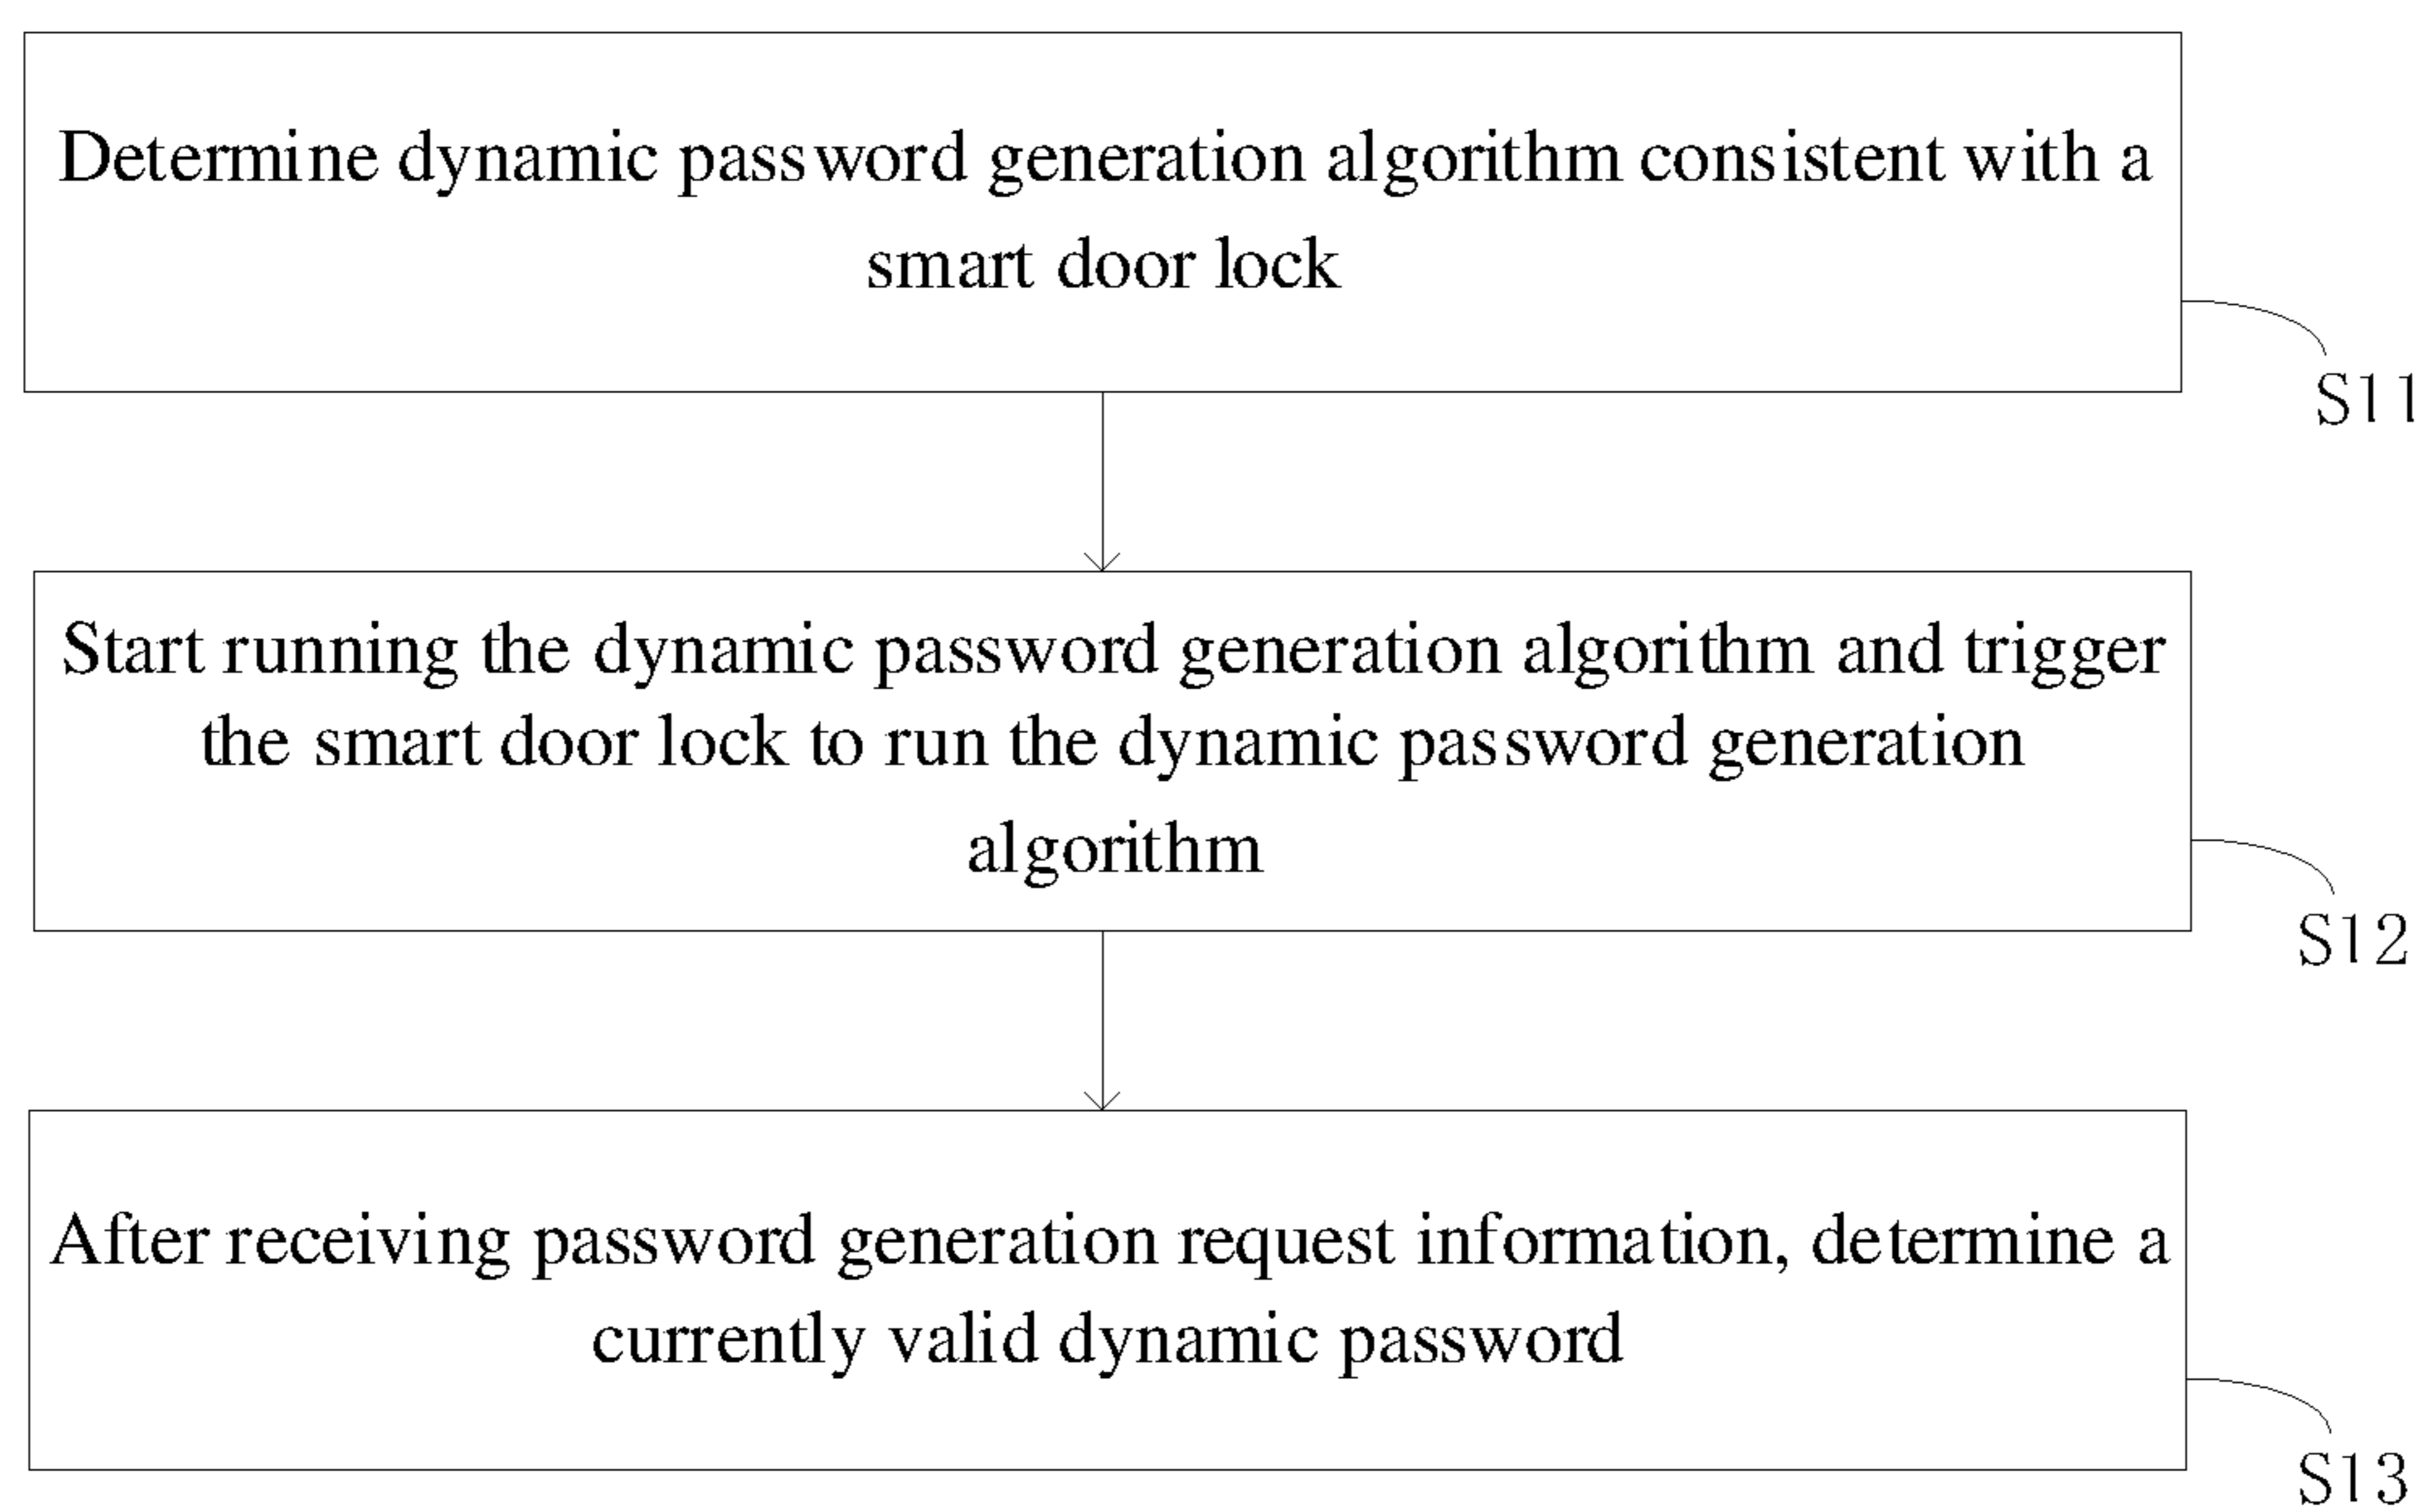 Determine dynamic password generation algorithm consistent with a
smart door lock
S11
Start running the dynamic password generation algorithm and trigger
the smart door lock to run the dynamic password generation
algorithm
S12
After receiving password generation request information, determine a
currently valid dynamic password
S13